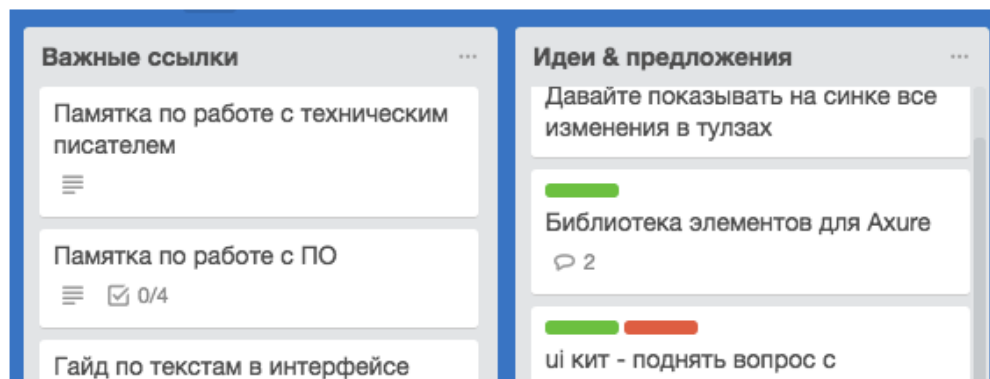 Важные ссылки
Памятка по работе с техническим
писателем
Памятка по работе с ПО
0/4
Гайд по текстам в интерфейсе
Идеи & предложения
Давайте показывать на синке все
изменения в тулзах
Библиотека элементов для Axure
2
ui кит - поднять вопрос с